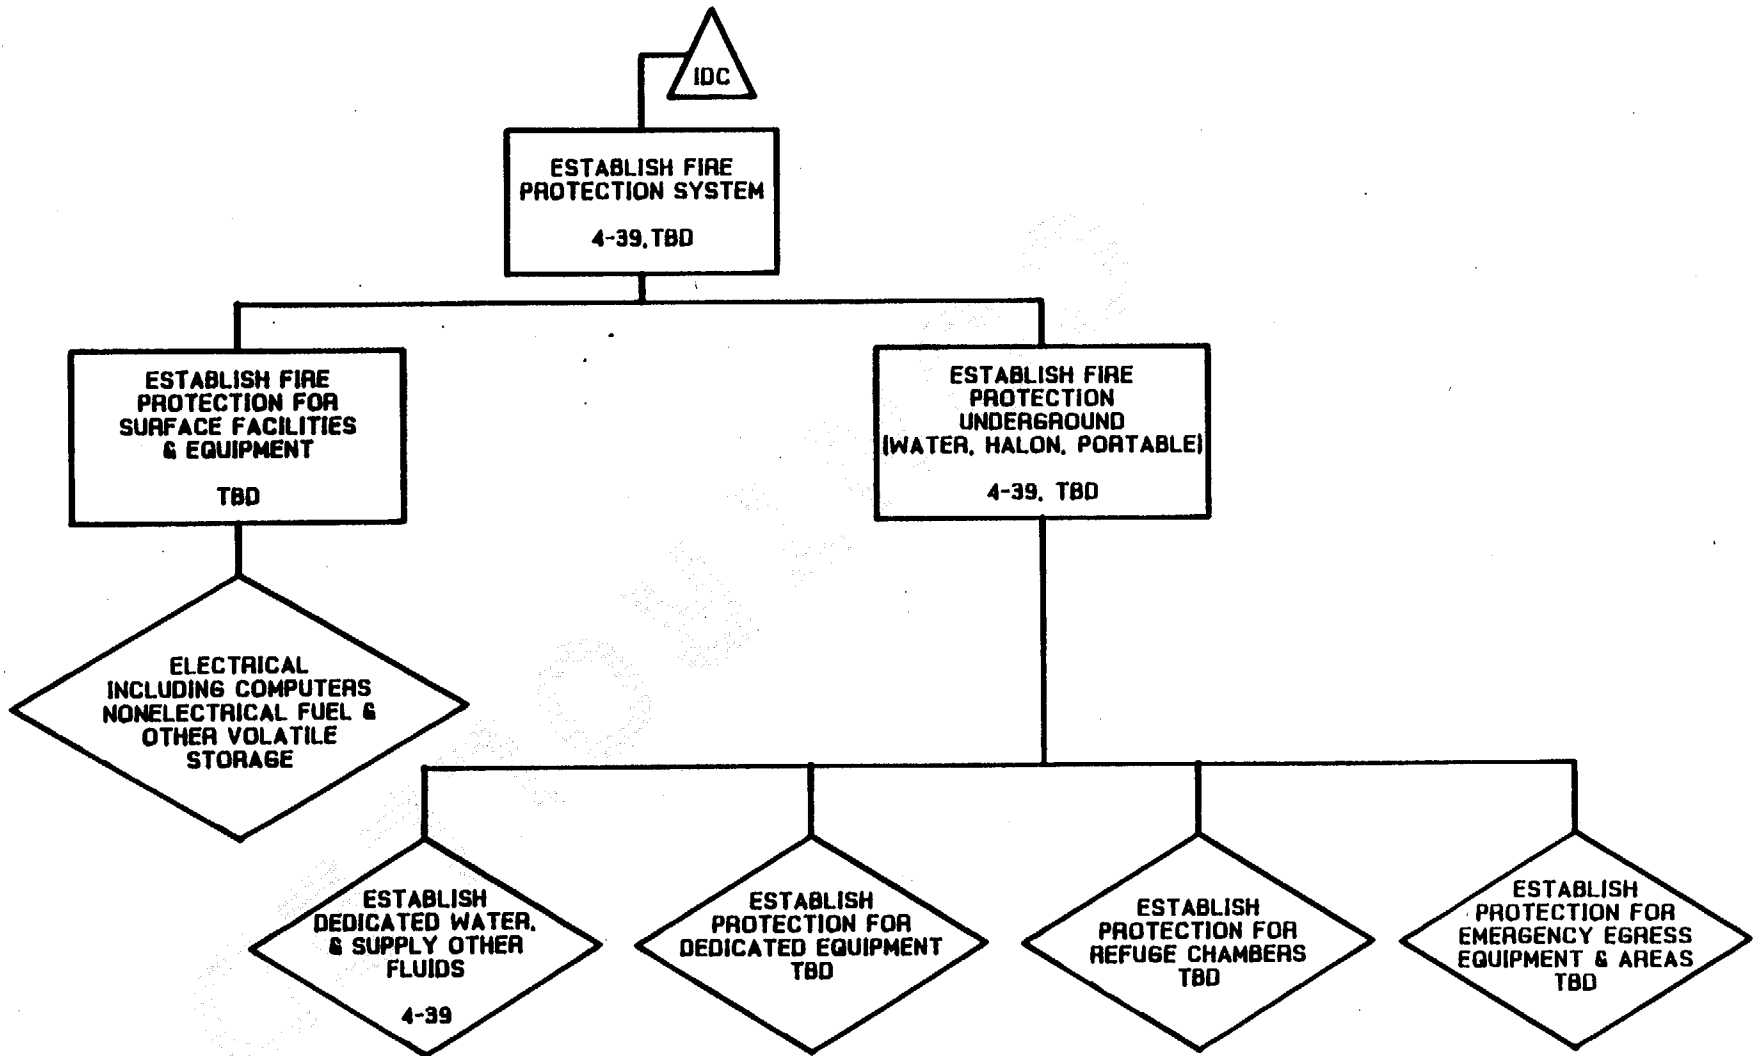 IDC
ESTABLISH FIRE
PROTECTION SYSTEM
4-39, TBD
ESTABLISH FIRE
PROTECTION FOR
SURFACE FACILITIES
& EQUIPMENT
TBD
ESTABLISH FIRE
PROTECTION
UNDERGROUND
(WATER, HALON, PORTABLE)
4-39, TBD
ELECTRICAL
INCLUDING COMPUTERS
NONELECTRICAL FUEL &
OTHER VOLATILE
STORAGE
ESTABLISH
DEDICATED WATER,
& SUPPLY OTHER
FLUIDS
4-39
ESTABLISH
PROTECTION FOR
DEDICATED EQUIPMENT
TBD
ESTABLISH
PROTECTION FOR
REFUGE CHAMBERS
TBD
ESTABLISH
PROTECTION FOR
EMERGENCY EGRESS
EQUIPMENT & AREAS
TBD